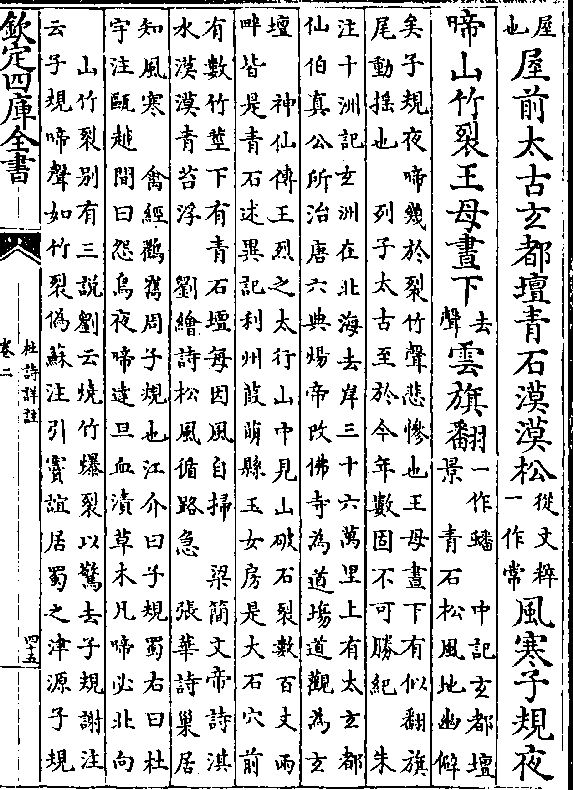 屋
也
屋前太古玄都壇青石漠漠松
從文粹
一作常
風寒子規夜
啼山竹裂王母晝下
去
聲
雲旗翻
一作蟠
景
中記玄都壇
青石松風地幽僻
矣子規夜啼幾於裂竹聲悲慘也王母晝下有似翻旗
尾動搖也　列子太古至於今年數固不可勝紀　朱
注十洲記玄洲在北海去岸三十六萬里上有太玄都
仙伯真公所治唐六典煬帝改佛寺為道場道觀為玄
壇　神仙傳王烈之太行山中見山破石裂數百丈兩
畔皆是青石述異記利州葭萌縣玉女房是大石穴前
有數竹莖下有青石壇每因風自掃　梁簡文帝詩淇
水漠漠青苔浮　劉繪詩松風循路急　張華詩巢居
知風寒　禽經鸛舊周子規也江介曰子規蜀右曰杜
宇注甌越間曰怨鳥夜啼達旦血漬草木凡啼必北向
山竹裂別有三說劉云燒竹爆裂以驚去子規謝注
云子規啼聲如竹裂偽蘇注引竇誼居蜀之津源子規
欽定四庫全書
杜詩詳註
卷二
四十五